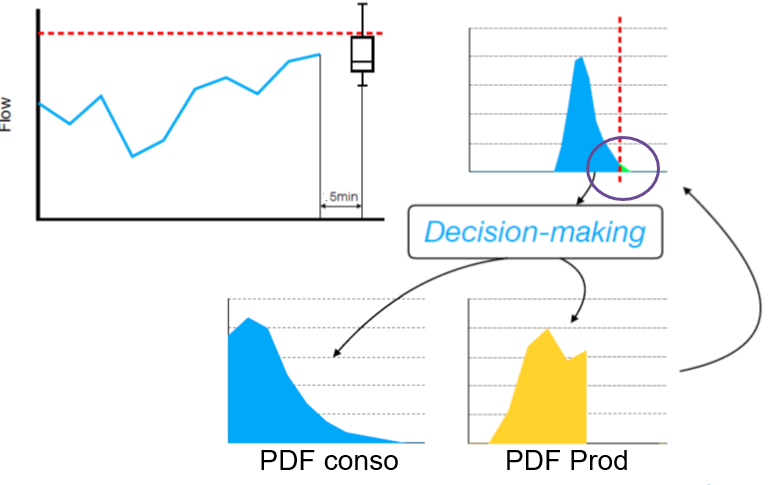 Flow
.5min
Decision-making
PDF conso
PDF Prod